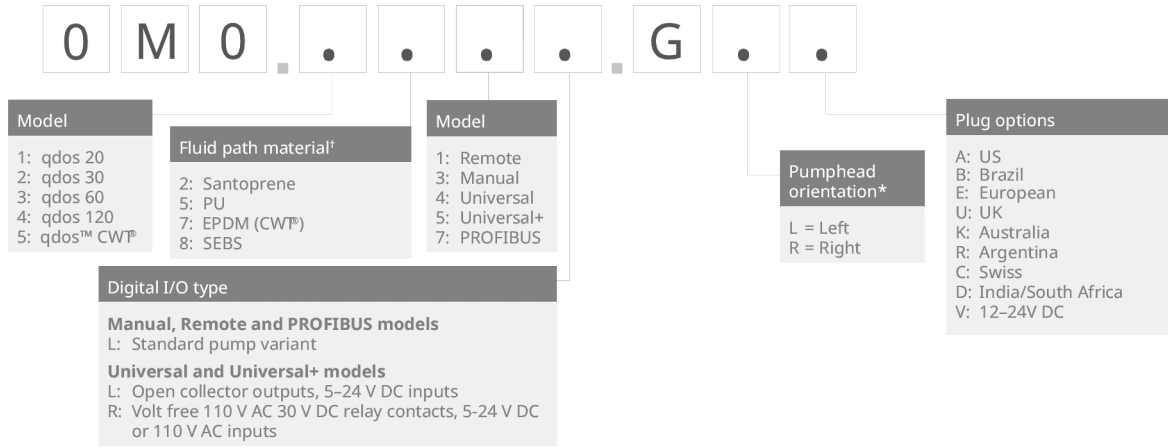 0 M 0 . . . . . G . .
Model
1: qdos 20
2: qdos 30
3: qdos 60
4: qdos 120
5: qdos™ CWT®
Fluid path material†
2: Santoprene
5: PU
7: EPDM (CWT®)
8: SEBS
Model
1: Remote
3: Manual
4: Universal
5: Universal+
7: PROFIBUS
Digital I/O type
Manual, Remote and PROFIBUS models
L: Standard pump variant
Universal and Universal+ models
L: Open collector outputs, 5–24 V DC inputs
R: Volt free 110 V AC 30 V DC relay contacts, 5-24 V DC
or 110 V AC inputs
Pumphead
orientation*
L = Left
R = Right
Plug options
A: US
B: Brazil
E: European
U: UK
K: Australia
R: Argentina
C: Swiss
D: India/South Africa
V: 12–24V DC